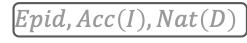 Epid, Acc(I), Nat(D)